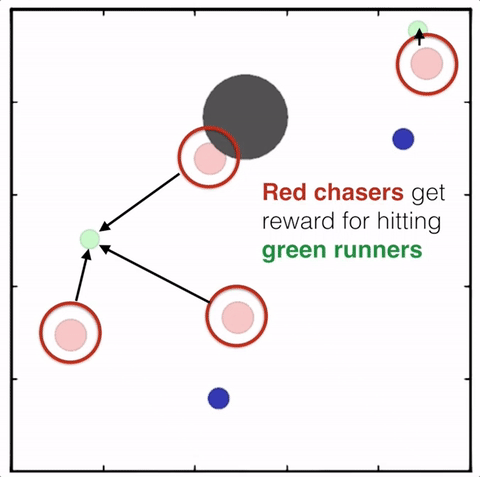 Red chasers get
reward for hitting
green runners